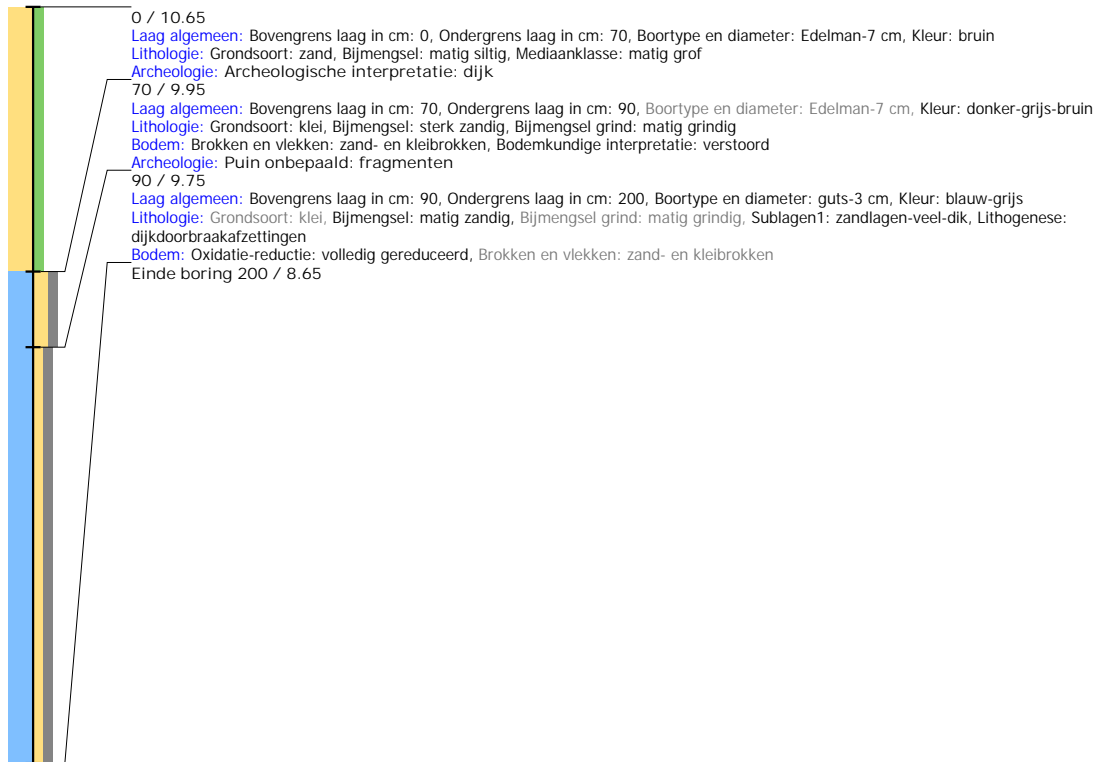 0 / 10.65
Laag algemeen: Bovengrens laag in cm: 0, Ondergrens laag in cm: 70, Boortype en diameter: Edelman-7 cm, Kleur: bruin
Lithologie: Grondsoort: zand, Bijmengsel: matig siltig, Mediaanklasse: matig grof
Archeologie: Archeologische interpretatie: dijk
70 / 9.95
Laag algemeen: Bovengrens laag in cm: 70, Ondergrens laag in cm: 90, Boortype en diameter: Edelman-7 cm, Kleur: donker-grijs-bruin
Lithologie: Grondsoort: klei, Bijmengsel: sterk zandig, Bijmengsel grind: matig grindig
Bodem: Brokken en vlekken: zand- en kleibrokken, Bodemkundige interpretatie: verstoord
Archeologie: Puin onbepaald: fragmenten
90 / 9.75
Laag algemeen: Bovengrens laag in cm: 90, Ondergrens laag in cm: 200, Boortype en diameter: guts-3 cm, Kleur: blauw-grijs
Lithologie: Grondsoort: klei, Bijmengsel: matig zandig, Bijmengsel grind: matig grindig, Sublagen1: zandlagen-veel-dik, Lithogenese:
dijkdoorbraakafzettingen
Bodem: Oxidatie-reductie: volledig gereduceerd, Brokken en vlekken: zand- en kleibrokken
Einde boring 200 / 8.65